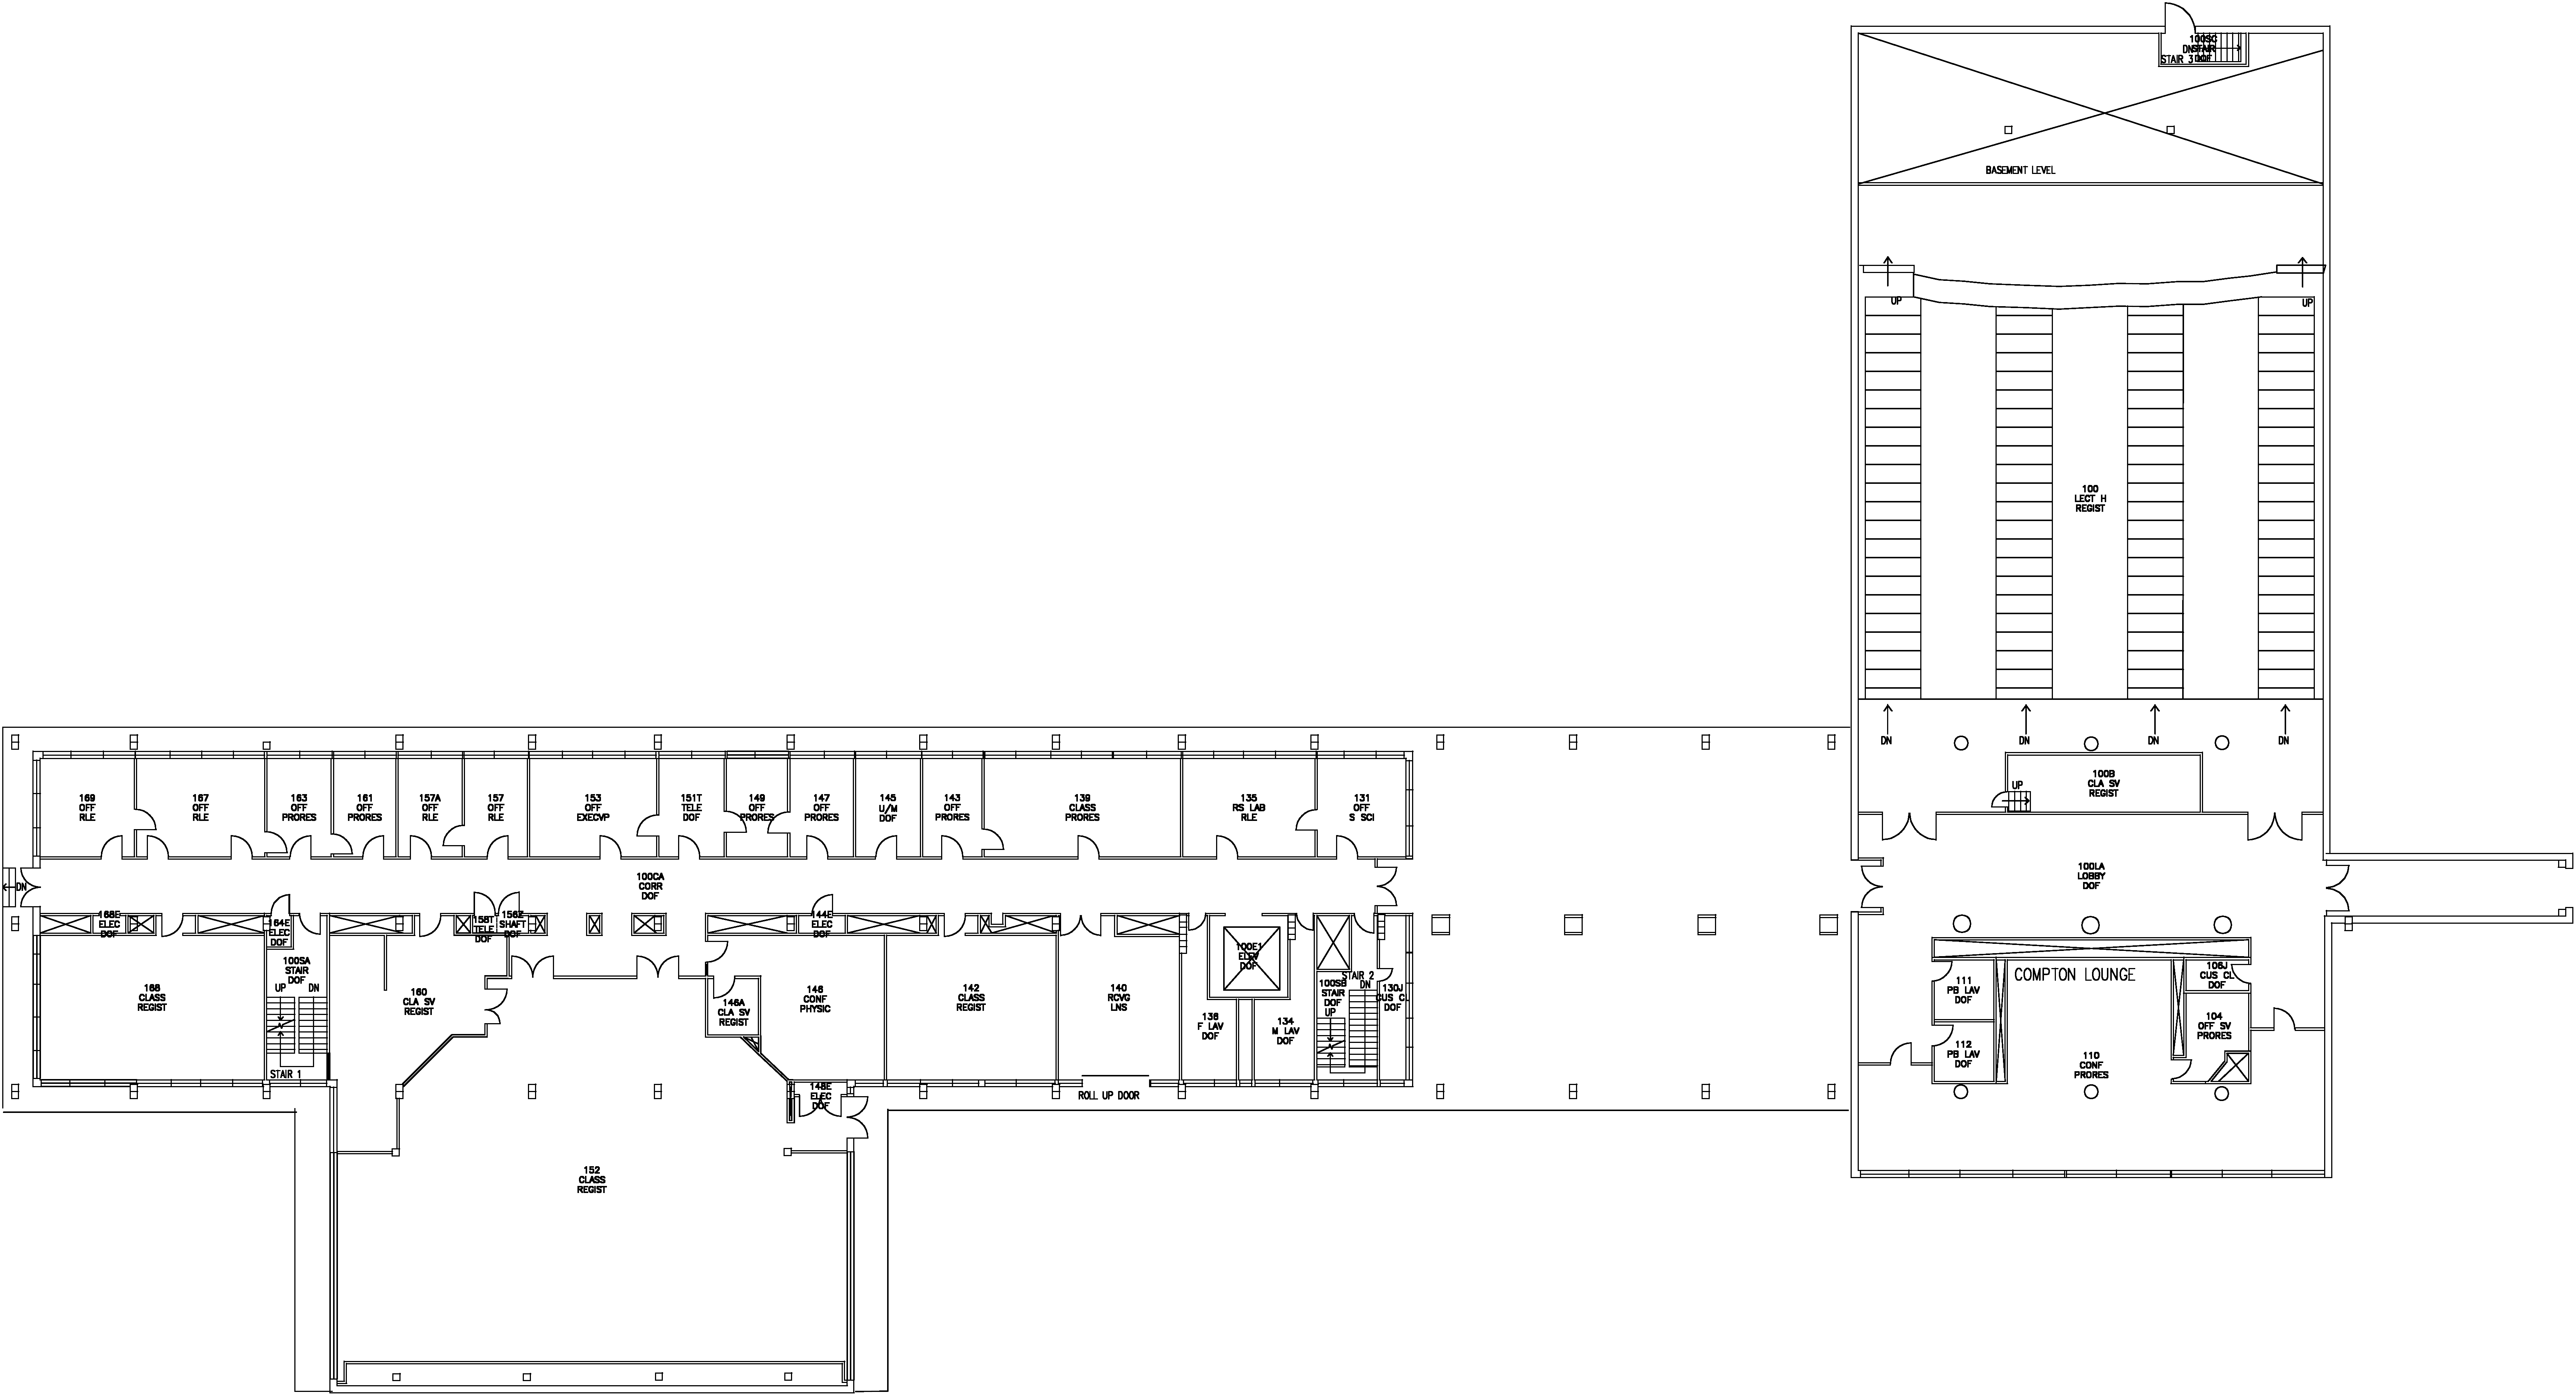 100SC
STAIR
DOF
DN
STAIR 3
BASEMENT LEVEL
UP
UP
100
LECT H
REGIST
DN
DN
DN
DN
UP
100B
CLA SV
REGIST
169
OFF
RLE
167
OFF
RLE
163
OFF
PRORES
161
OFF
PRORES
157A
OFF
RLE
157
OFF
RLE
153
OFF
EXECVP
151T
TELE
DOF
149
OFF
PRORES
147
OFF
PRORES
145
U/M
DOF
143
OFF
PRORES
139
CLASS
PRORES
135
RS LAB
RLE
131
OFF
S SCI
DN
100CA
CORR
DOF
100LA
LOBBY
DOF
168E
ELEC
DOF
164E
ELEC
DOF
158T
TELE
DOF
156Z
SHAFT
DOF
144E
ELEC
DOF
100SA
STAIR
DOF
UP
DN
STAIR 1
168
CLASS
REGIST
160
CLA SV
REGIST
146A
CLA SV
REGIST
146
CONF
PHYSIC
142
CLASS
REGIST
140
RCVG
LNS
100E1
ELEV
DOF
136
F LAV
DOF
134
M LAV
DOF
STAIR 2
DN
100SB
STAIR
DOF
UP
130J
CUS CL
DOF
COMPTON LOUNGE
111
PB LAV
DOF
106J
CUS CL
DOF
104
OFF SV
PRORES
112
PB LAV
DOF
110
CONF
PRORES
148E
ELEC
DOF
ROLL UP DOOR
152
CLASS
REGIST